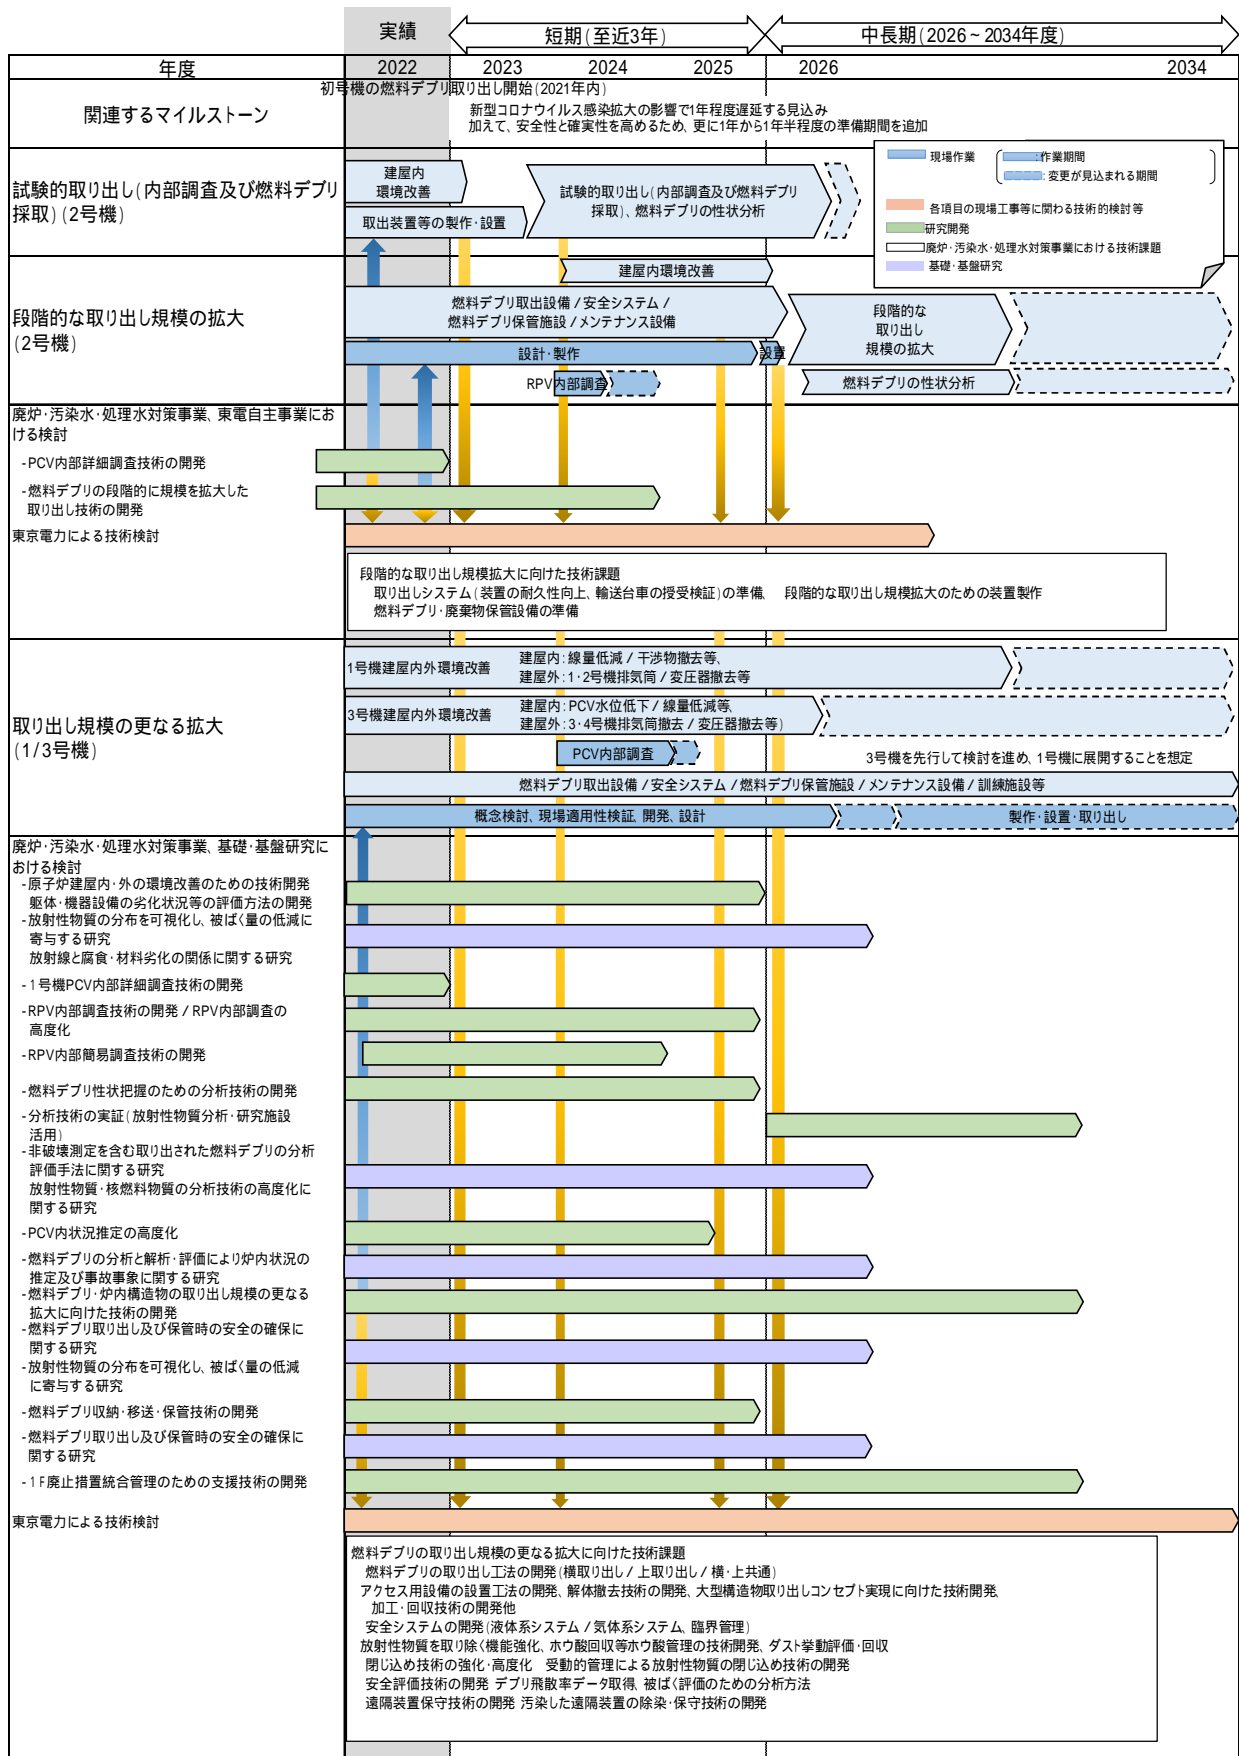 実績
短期(至近3年)
中長期(2026~2034年度)
年度
2022
2023
2024
2025
2026
2034
関連するマイルストーン
初号機の燃料デブリ取り出し開始(2021年内)
新型コロナウイルス感染拡大の影響で1年程度遅延する見込み
加えて、安全性と確実性を高めるため、更に1年から1年半程度の準備期間を追加
現場作業
:作業期間
:変更が見込まれる期間
各項目の現場工事等に関わる技術的検討等
研究開発
廃炉・汚染水・処理水対策事業における技術課題
基礎・基盤研究
試験的取り出し(内部調査及び燃料デブリ
採取)(2号機)
建屋内
環境改善
取出装置等の製作・設置
試験的取り出し(内部調査及び燃料デブリ
採取)、燃料デブリの性状分析
段階的な取り出し規模の拡大
(2号機)
建屋内環境改善
燃料デブリ取出設備/安全システム/
燃料デブリ保管施設/メンテナンス設備
設計・製作
設置
RPV内部調査
段階的な
取り出し
規模の拡大
燃料デブリの性状分析
廃炉・汚染水・処理水対策事業、東電自主事業にお
ける検討
-PCV内部詳細調査技術の開発
-燃料デブリの段階的に規模を拡大した
取り出し技術の開発
東京電力による技術検討
段階的な取り出し規模拡大に向けた技術課題
取り出しシステム(装置の耐久性向上、輸送台車の授受検証)の準備、 段階的な取り出し規模拡大のための装置製作
燃料デブリ・廃棄物保管設備の準備
取り出し規模の更なる拡大
(1/3号機)
1号機建屋内外環境改善
建屋内:線量低減/干渉物撤去等、
建屋外:1・2号機排気筒/変圧器撤去等
3号機建屋内外環境改善
建屋内:PCV水位低下/線量低減等、
建屋外:3・4号機排気筒撤去/変圧器撤去等)
PCV内部調査
3号機を先行して検討を進め、1号機に展開することを想定
燃料デブリ取出設備/安全システム/燃料デブリ保管施設/メンテナンス設備/訓練施設等
概念検討、現場適用性検証、開発、設計
製作・設置・取り出し
廃炉・汚染水・処理水対策事業、基礎・基盤研究に
おける検討
-原子炉建屋内・外の環境改善のための技術開発
躯体・機器設備の劣化状況等の評価方法の開発
-放射性物質の分布を可視化し、被ばく量の低減に
寄与する研究
放射線と腐食・材料劣化の関係に関する研究
-1号機PCV内部詳細調査技術の開発
-RPV内部調査技術の開発/RPV内部調査の
高度化
-RPV内部簡易調査技術の開発
-燃料デブリ性状把握のための分析技術の開発
-分析技術の実証(放射性物質分析・研究施設
活用)
-非破壊測定を含む取り出された燃料デブリの分析
評価手法に関する研究
放射性物質・核燃料物質の分析技術の高度化に
関する研究
-PCV内状況推定の高度化
-燃料デブリの分析と解析・評価により炉内状況の
推定及び事故事象に関する研究
-燃料デブリ・炉内構造物の取り出し規模の更なる
拡大に向けた技術の開発
-燃料デブリ取り出し及び保管時の安全の確保に
関する研究
-放射性物質の分布を可視化し、被ばく量の低減
に寄与する研究
-燃料デブリ収納・移送・保管技術の開発
-燃料デブリ取り出し及び保管時の安全の確保に
関する研究
-1F廃止措置統合管理のための支援技術の開発
東京電力による技術検討
燃料デブリの取り出し規模の更なる拡大に向けた技術課題
燃料デブリの取り出し工法の開発(横取り出し/上取り出し/横・上共通)
アクセス用設備の設置工法の開発、解体撤去技術の開発、大型構造物取り出しコンセプト実現に向けた技術開発、
加工・回収技術の開発他
安全システムの開発(液体系システム/気体系システム、臨界管理)
放射性物質を取り除く機能強化、ホウ酸回収等ホウ酸管理の技術開発、ダスト挙動評価・回収
閉じ込め技術の強化・高度化 受動的管理による放射性物質の閉じ込め技術の開発
安全評価技術の開発 デブリ飛散率データ取得、被ばく評価のための分析方法
遠隔装置保守技術の開発 汚染した遠隔装置の除染・保守技術の開発